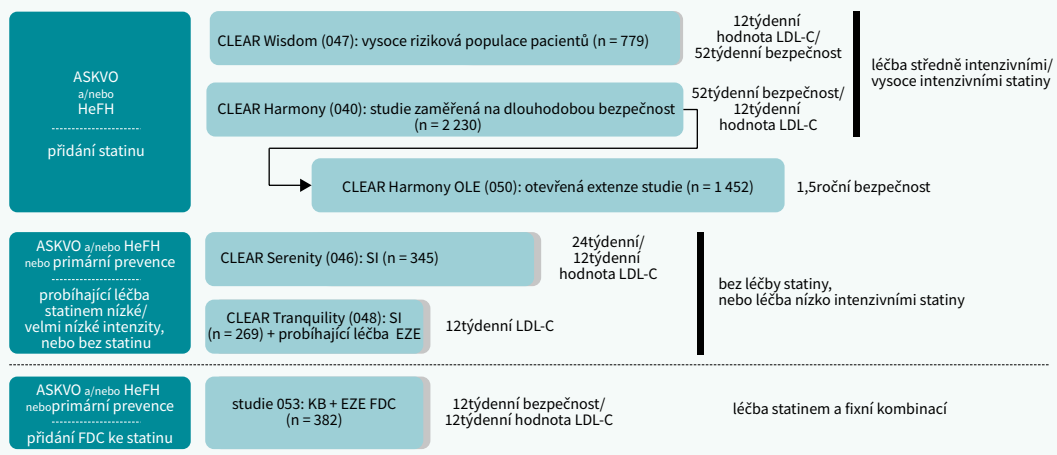 ASKVO
a/nebo
HeFH
přidání statinu
CLEAR Wisdom (047): vysoce riziková populace pacientů (n = 779)
12týdenní
hodnota LDL-C/
52týdenní bezpečnost
CLEAR Harmony (040): studie zaměřená na dlouhodobou bezpečnost
(n = 2 230)
52týdenní bezpečnost/
12týdenní
hodnota LDL-C
léčba středně intenzivními/
vysoce intenzivními statiny
CLEAR Harmony OLE (050): otevřená extenze studie (n = 1 452)
1,5roční bezpečnost
ASKVO a/nebo HeFH
nebo primární prevence
probíhající léčba
statinem nízké/
velmi nízké intenzity,
nebo bez statinu
CLEAR Serenity (046): SI (n = 345)
24týdenní/
12týdenní
hodnota LDL-C
CLEAR Tranquility (048): SI
(n = 269) + probíhající léčba EZE
12týdenní LDL-C
bez léčby statiny,
nebo léčba nízko intenzivními statiny
ASKVO a/nebo HeFH
neboprimární prevence
přidání FDC ke statinu
studie 053: KB + EZE FDC
(n = 382)
12týdenní bezpečnost/
12týdenní hodnota LDL-C
léčba statinem a fixní kombinací